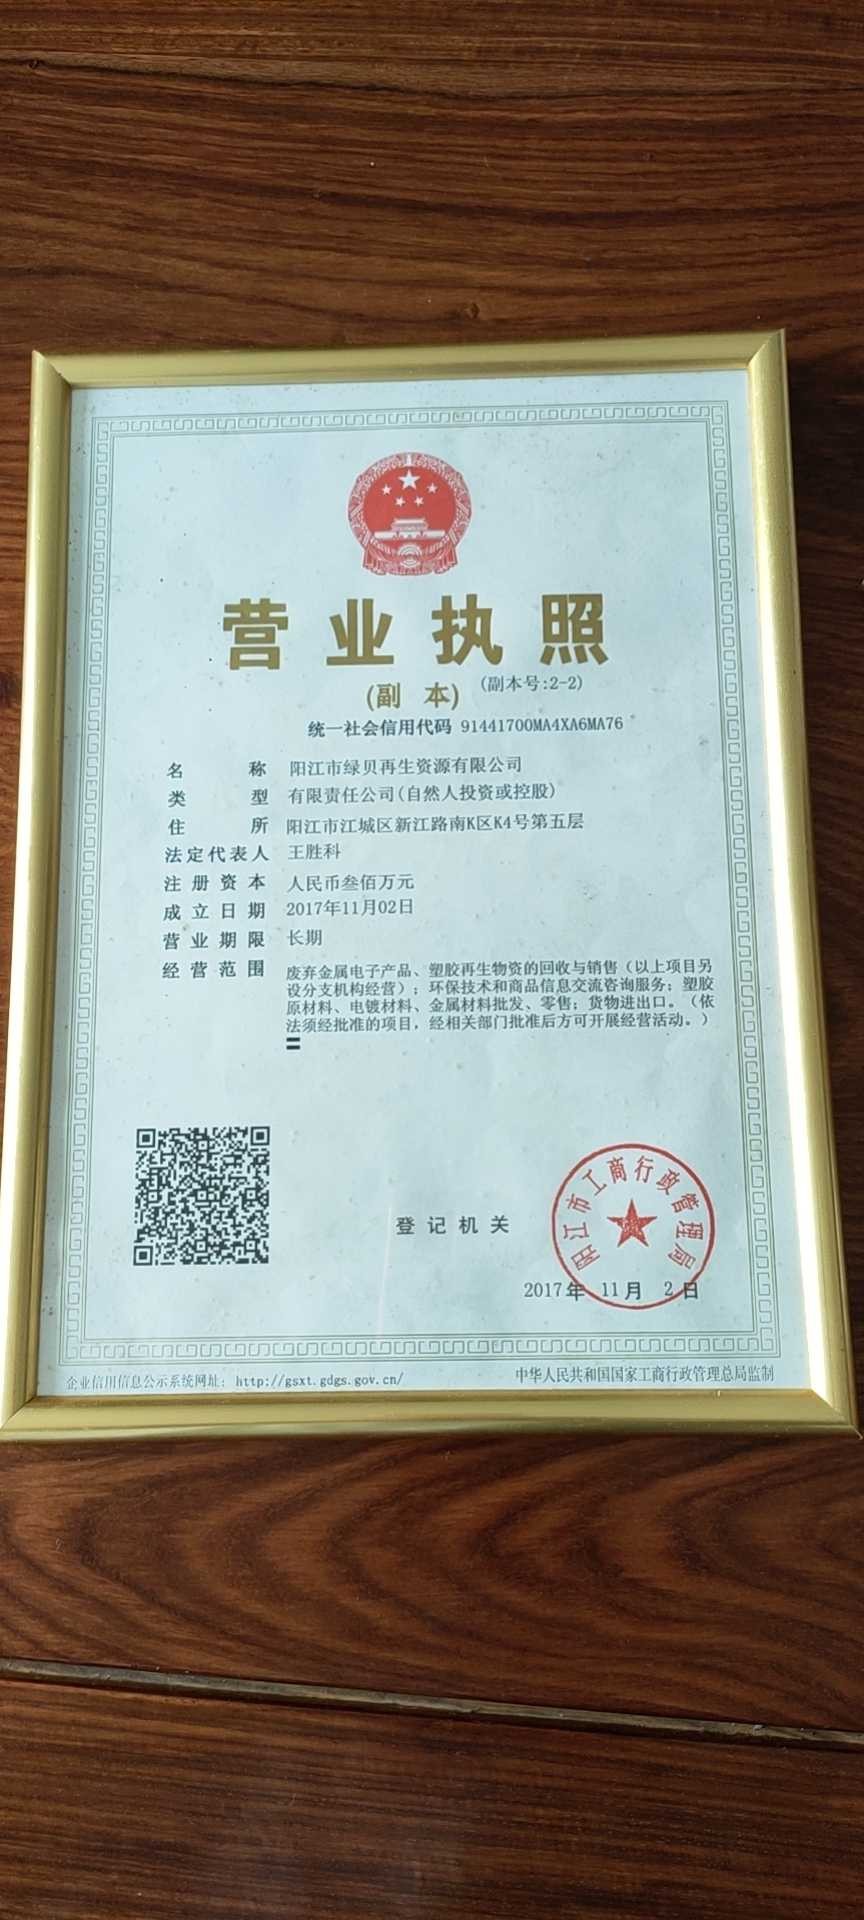 营业执照
(副 本) (副本号:2-2)
统一社会信用代码 91441700MA4XA6MA76
名称 阳江市绿贝再生资源有限公司
类型 有限责任公司(自然人投资或控股)
住所 阳江市江城区新江路南K区K4号第五层
法定代表人 王胜科
注册资本 人民币叁佰万元
成立日期 2017年11月02日
营业期限 长期
经营范围 废弃金属电子产品、塑胶再生物资的回收与销售（以上项目另
设分支机构经营）；环保技术和商品信息交流咨询服务；塑胶
原材料、电镀材料、金属材料批发、零售；货物进出口。（依
法须经批准的项目，经相关部门批准后方可开展经营活动。）
登记机关
阳江市工商行政管理局
2017年 11月 2日
企业信用信息公示系统网址：http://gsxt.gdgs.gov.cn/
中华人民共和国国家工商行政管理总局监制